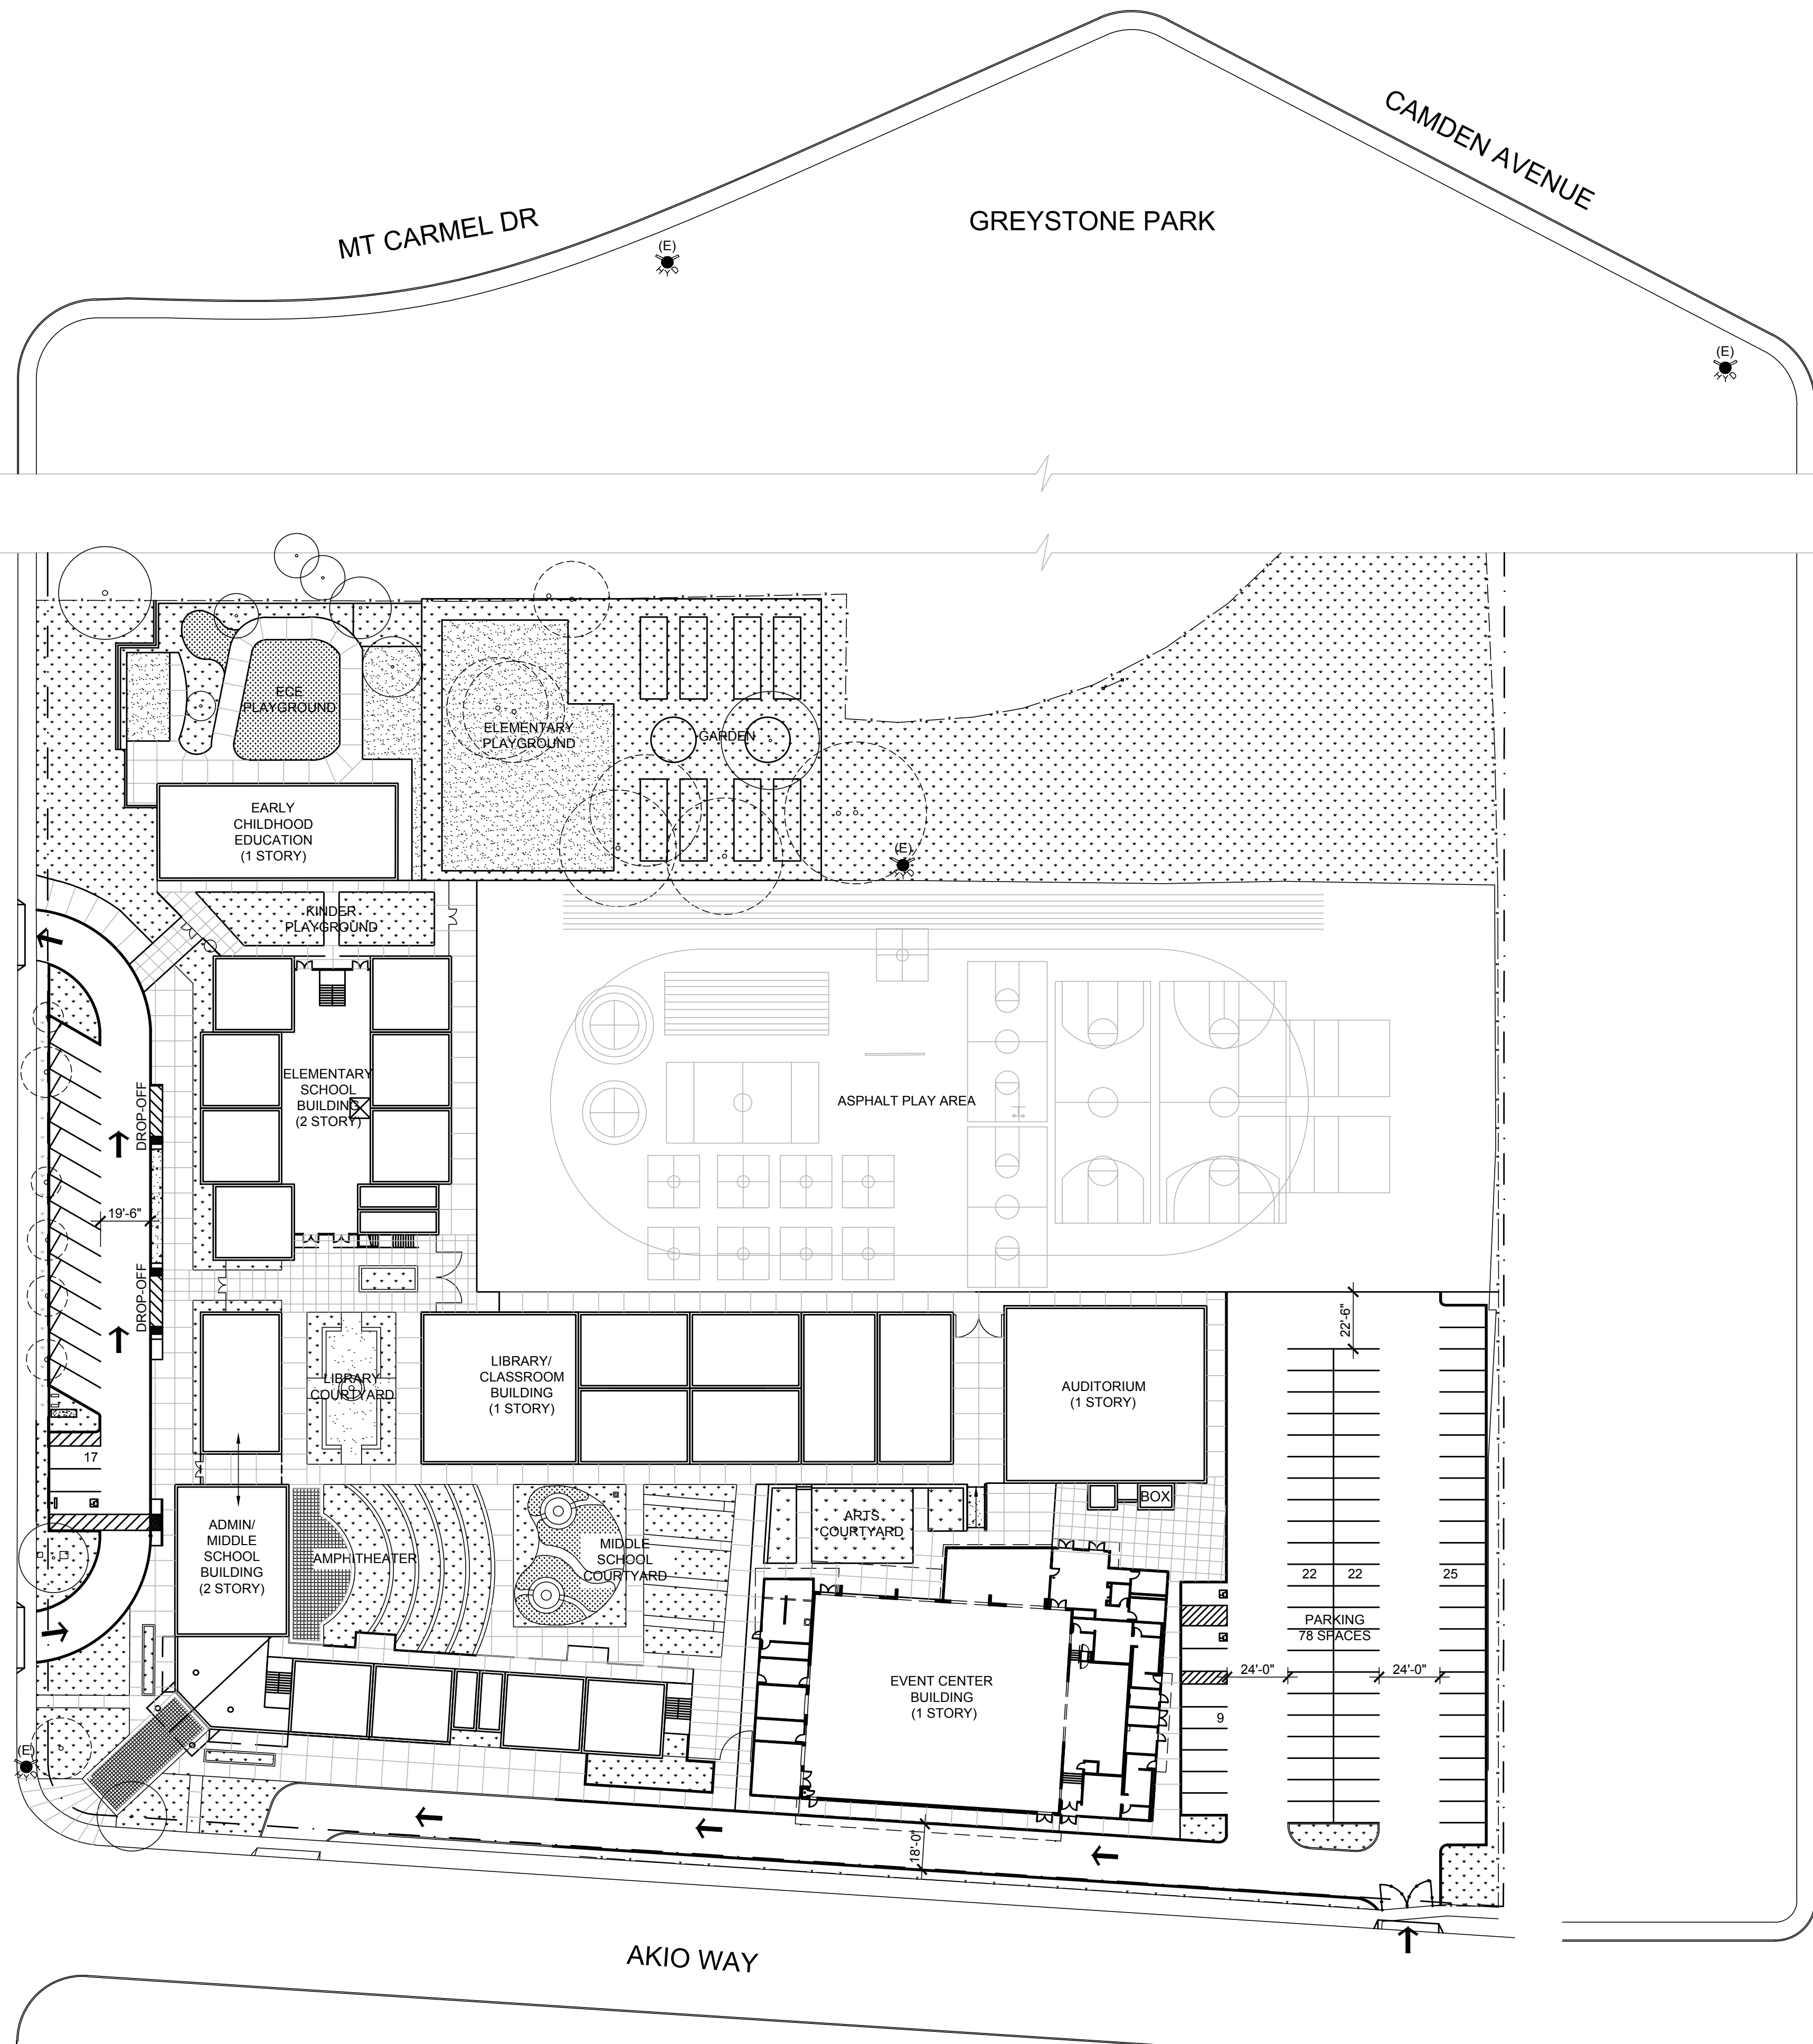 CAMDEN AVENUE
MT CARMEL DR
GREYSTONE PARK
(E)
HYD
(E)
HYD
ECE
PLAYGROUND
ELEMENTARY
PLAYGROUND
GARDEN
EARLY
CHILDHOOD
EDUCATION
(1 STORY)
(E)
HYD
KINDER
PLAYGROUND
ELEMENTARY
SCHOOL
BUILDING
(2 STORY)
DROP-OFF
ASPHALT PLAY AREA
19'-6"
DROP-OFF
22'-6"
LIBRARY/
CLASSROOM
BUILDING
(1 STORY)
LIBRARY
COURTYARD
AUDITORIUM
(1 STORY)
17
BOX
ADMIN/
MIDDLE
SCHOOL
BUILDING
(2 STORY)
AMPHITHEATER
MIDDLE
SCHOOL
COURTYARD
ARTS
COURTYARD
22
22
25
PARKING
78 SPACES
24'-0"
24'-0"
EVENT CENTER
BUILDING
(1 STORY)
9
(E)
HYD
18'-0"
AKIO WAY